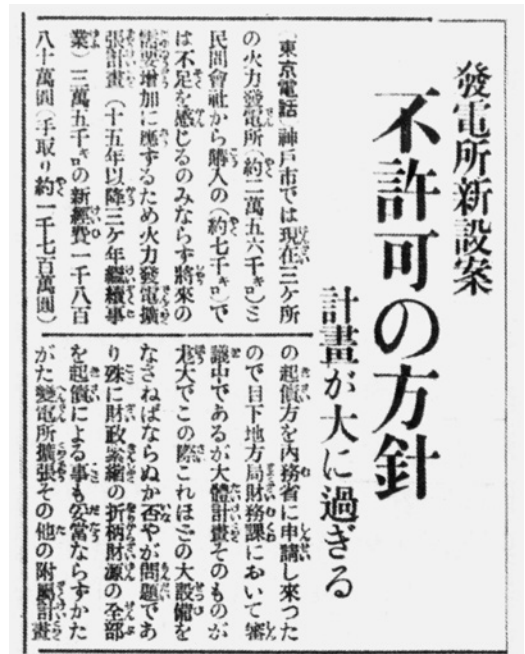 發電所新設案
不許可の方針
計畫が大に過ぎる
【東京電話】神戸市では現在三ケ所
の火力發電所(約二萬五六千キロ)と
民間會社から購入の(約七千キロ)で
は不足を感じるのみならず將來の
需要增加に應ずるため火力發電擴
張計畫(十五年以降三ケ年繼續事
業)三萬五千キロの新經費一千八百
八十萬圓(手取り約一千七百萬圓)
の起債方を内務省に申請し來つた
ので目下地方局財務課において審
議中であるが大體計畫そのものが
尨大でこの際これほどの大設備を
なさねばならぬか否やが問題であ
り殊に財政緊縮の折柄財源の全部
を起債による事も妥當ならずかた
がた變電所擴張その他の附屬計畫